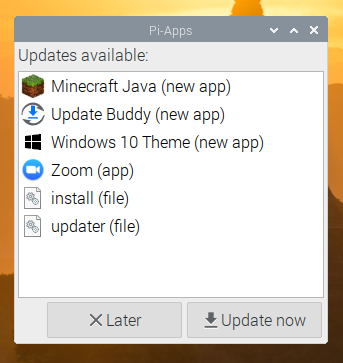 Pi-Apps
Updates available:
Minecraft Java (new app)
Update Buddy (new app)
Windows 10 Theme (new app)
Zoom (app)
install (file)
updater (file)
Later
Update now